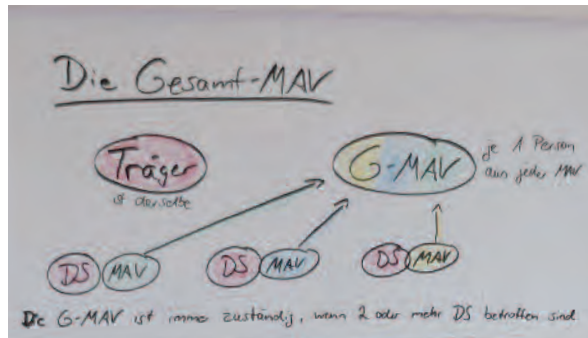 Die Gesamt-MAV
Träger
ist derselbe
G-MAV
je 1 Person
aus jeder MAV
DS MAV
DS MAV
DS MAV
Die G-MAV ist immer zuständig, wenn 2 oder mehr DS betroffen sind.